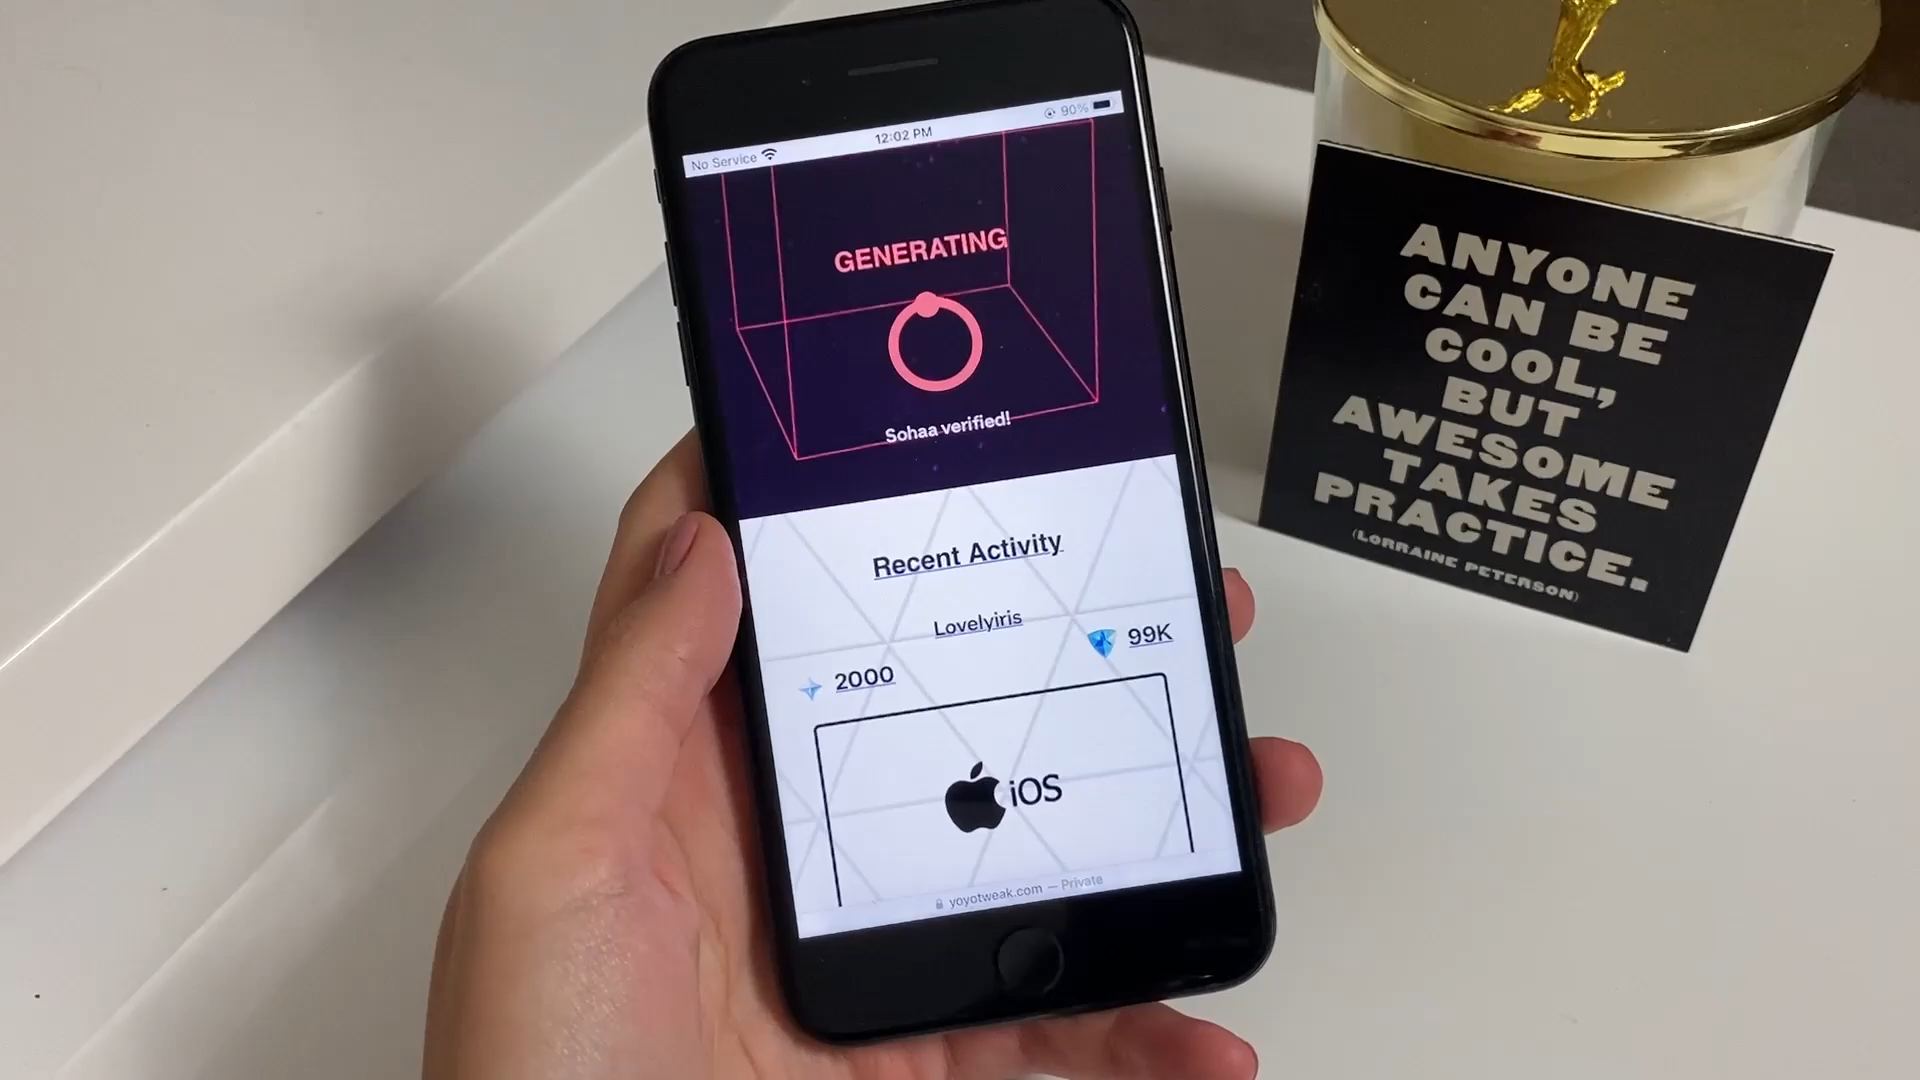 No Service
12:02 PM
90%
GENERATING
Sohaa verified!
Recent Activity
Lovelyiris
2000
99K
iOS
yoyotweak.com — Private
ANYONE
CAN BE
COOL,
BUT
AWESOME
TAKES
PRACTICE.
(LORRAINE PETERSON)